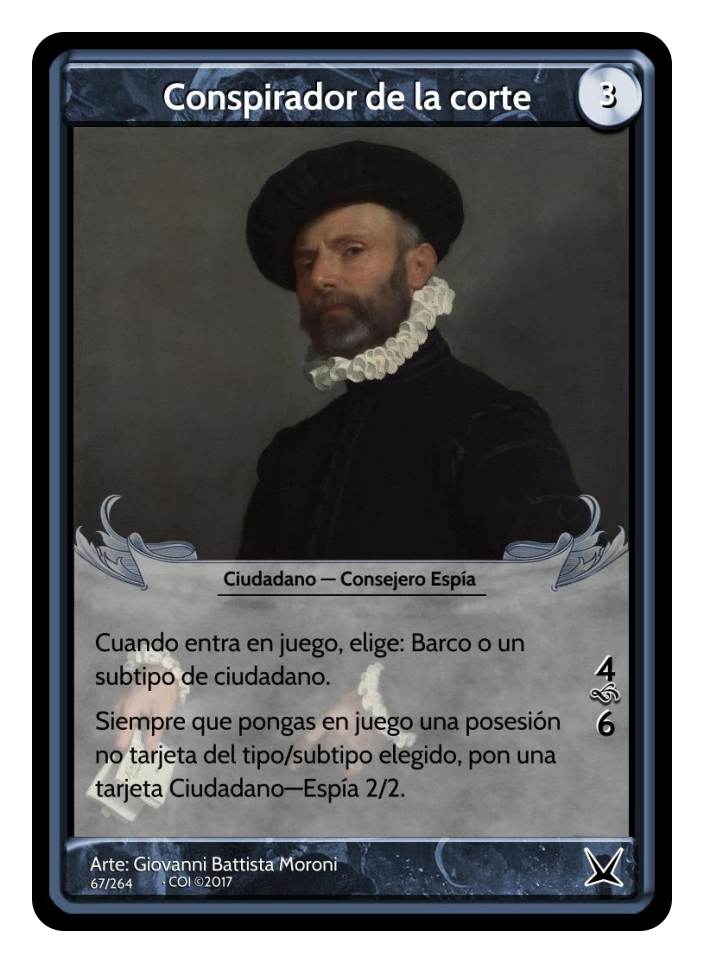 Conspirador de la corte
3
Ciudadano — Consejero Espía
Cuando entra en juego, elige: Barco o un
subtipo de ciudadano.
Siempre que pongas en juego una posesión
no tarjeta del tipo/subtipo elegido, pon una
tarjeta Ciudadano—Espía 2/2.
4
6
Arte: Giovanni Battista Moroni
67/264 · COI ©2017